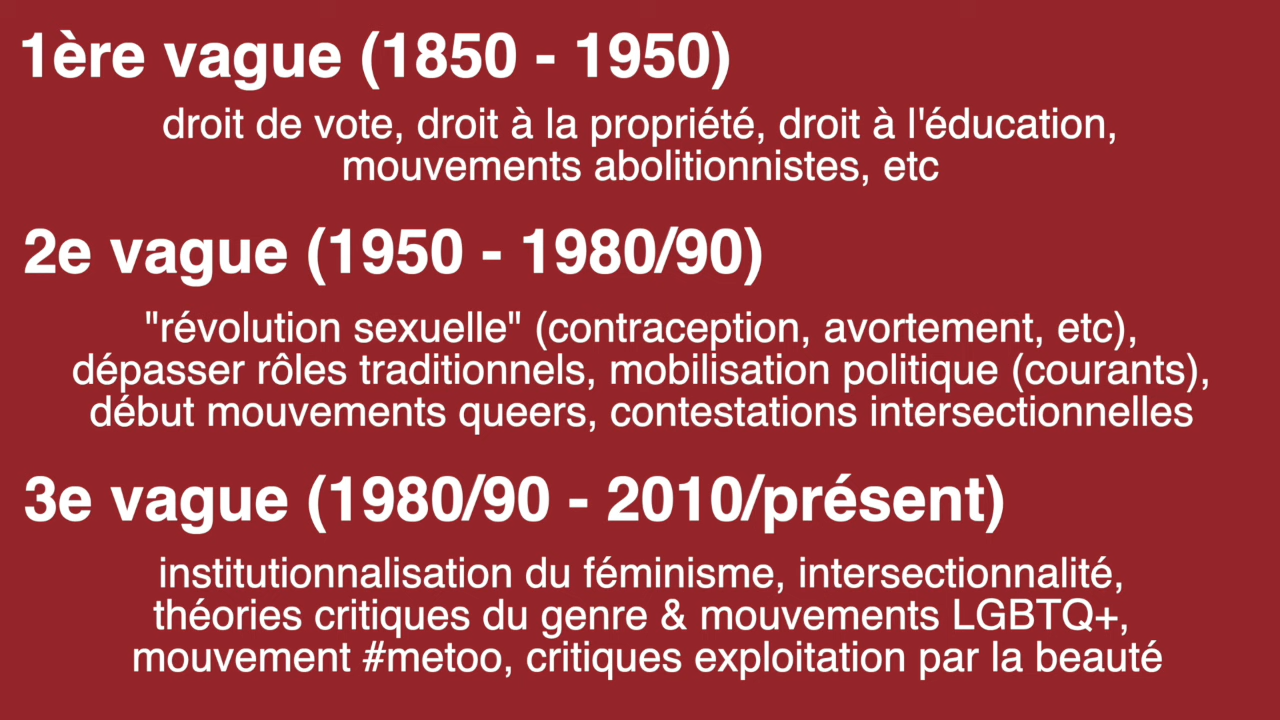 1ère vague (1850 - 1950)
droit de vote, droit à la propriété, droit à l'éducation,
mouvements abolitionnistes, etc
2e vague (1950 - 1980/90)
"révolution sexuelle" (contraception, avortement, etc),
dépasser rôles traditionnels, mobilisation politique (courants),
début mouvements queers, contestations intersectionnelles
3e vague (1980/90 - 2010/présent)
institutionnalisation du féminisme, intersectionnalité,
théories critiques du genre & mouvements LGBTQ+,
mouvement #metoo, critiques exploitation par la beauté